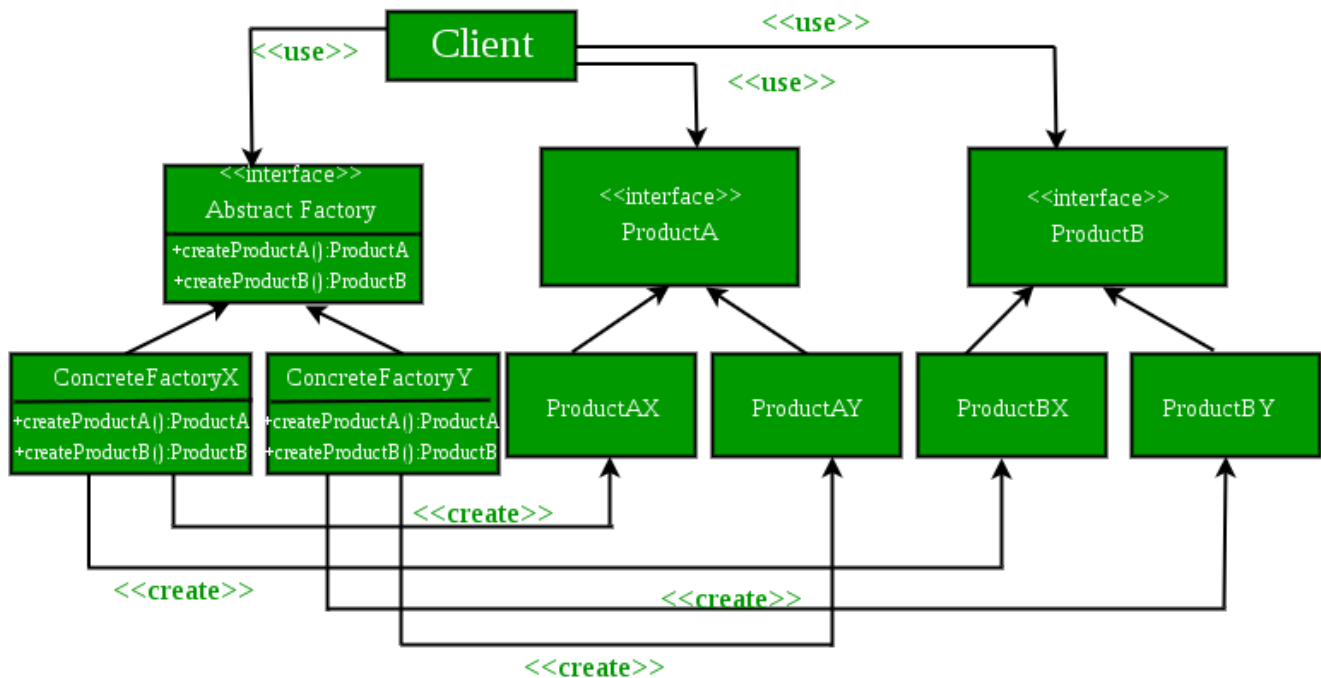 Client
<<use>>
<<use>>
<<use>>
<<interface>>
Abstract Factory
+createProductA():ProductA
+createProductB():ProductB
<<interface>>
ProductA
<<interface>>
ProductB
ConcreteFactoryX
+createProductA():ProductA
+createProductB():ProductB
ConcreteFactoryY
+createProductA():ProductA
+createProductB():ProductB
ProductAX
ProductAY
ProductBX
ProductBY
<<create>>
<<create>>
<<create>>
<<create>>